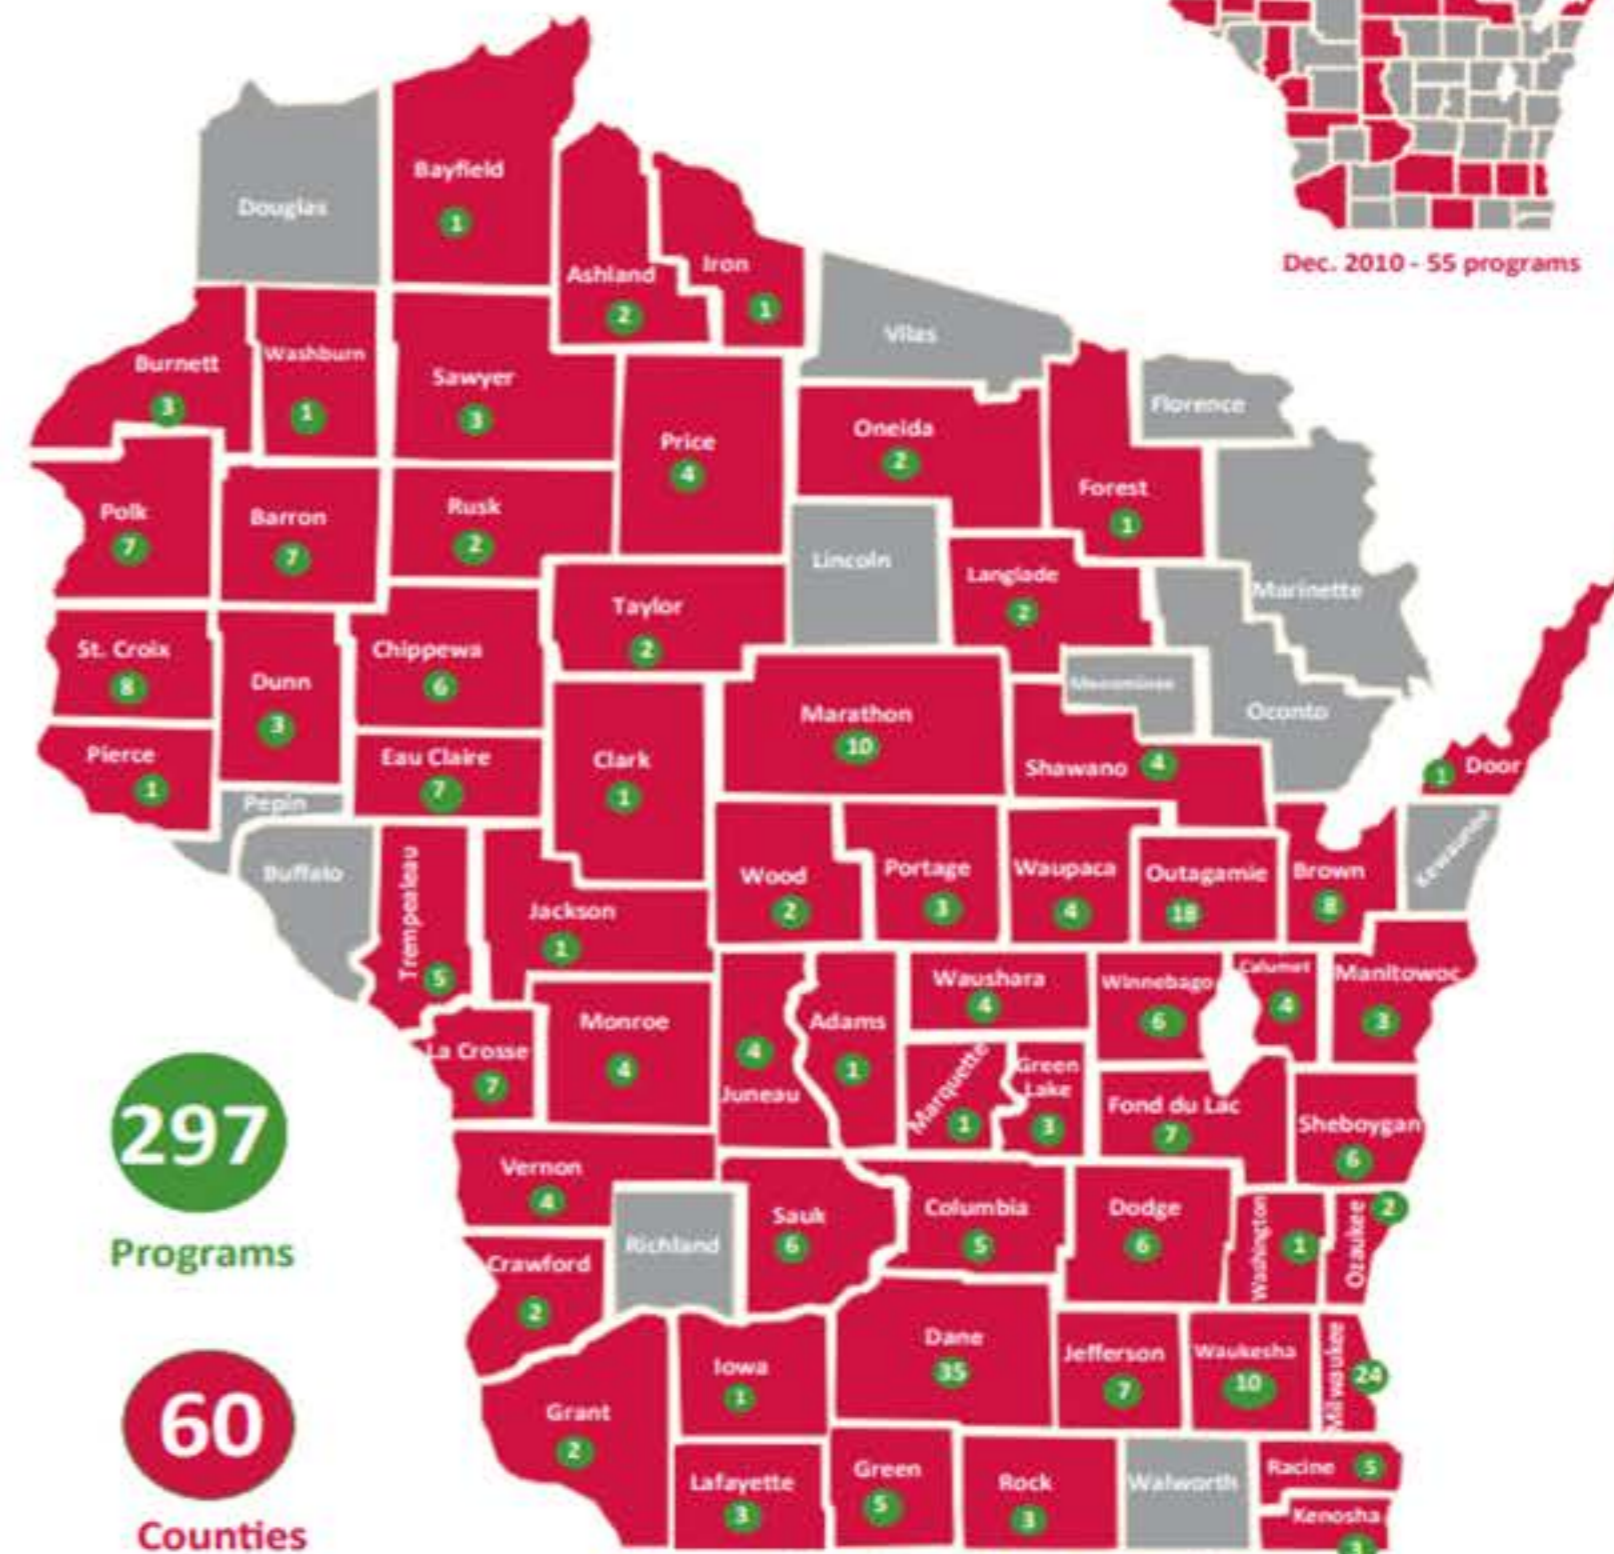 Dec. 2010 - 55 programs
Bayfield
1
Douglas
Ashland
2
Iron
1
Vilas
Burnett
3
Washburn
1
Sawyer
3
Price
4
Oneida
2
Florence
Forest
1
Polk
7
Barron
7
Rusk
2
Lincoln
Langlade
2
Marinette
Taylor
2
St. Croix
8
Dunn
3
Chippewa
6
Menominee
Oconto
Marathon
10
Pierce
1
Eau Claire
7
Clark
1
Shawano
4
1
Door
Pepin
Buffalo
Trempealeau
5
Jackson
1
Wood
2
Portage
3
Waupaca
4
Outagamie
18
Brown
8
Kewaunee
Waushara
4
Winnebago
6
Calumet
4
Manitowoc
3
La Crosse
7
Monroe
4
4
Juneau
Adams
1
Marquette
1
Green
Lake
3
Fond du Lac
7
Sheboygan
6
297
Programs
Vernon
4
Richland
Sauk
6
Columbia
5
Dodge
6
Washington
1
Ozaukee
2
Crawford
2
Iowa
1
Dane
35
Jefferson
7
Waukesha
10
Milwaukee
24
60
Counties
Grant
2
Lafayette
3
Green
5
Rock
3
Walworth
Racine
5
Kenosha
3